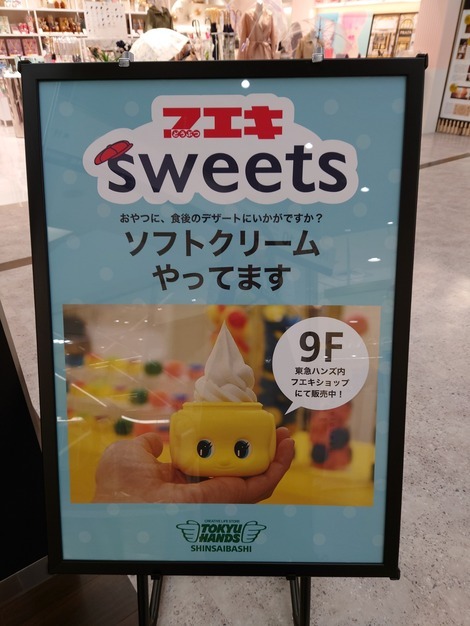 フエキ
どうぶつ
sweets
おやつに、食後のデザートにいかがですか？
ソフトクリーム
やってます
9F
東急ハンズ内
フエキショップ
にて販売中！
CREATIVE LIFE STORE
TOKYU
HANDS
SHINSAIBASHI